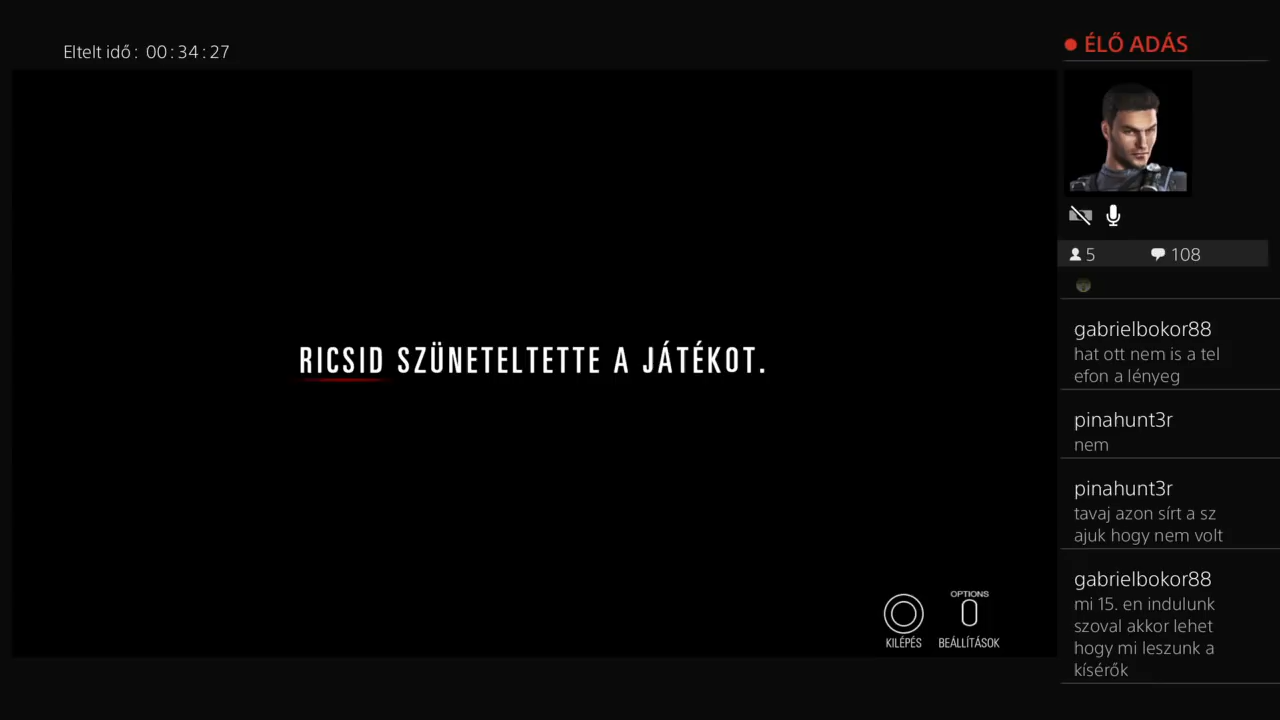 Eltelt idő: 00:34:27
ÉLŐ ADÁS
5 108
RICSID SZÜNETELTETTE A JÁTÉKOT.
gabrielbokor88
hat ott nem is a tel
efon a lényeg
pinahunt3r
nem
pinahunt3r
tavaj azon sírt a sz
ajuk hogy nem volt
gabrielbokor88
mi 15. en indulunk
szoval akkor lehet
hogy mi leszunk a
kísérők
OPTIONS
KILÉPÉS BEÁLLÍTÁSOK